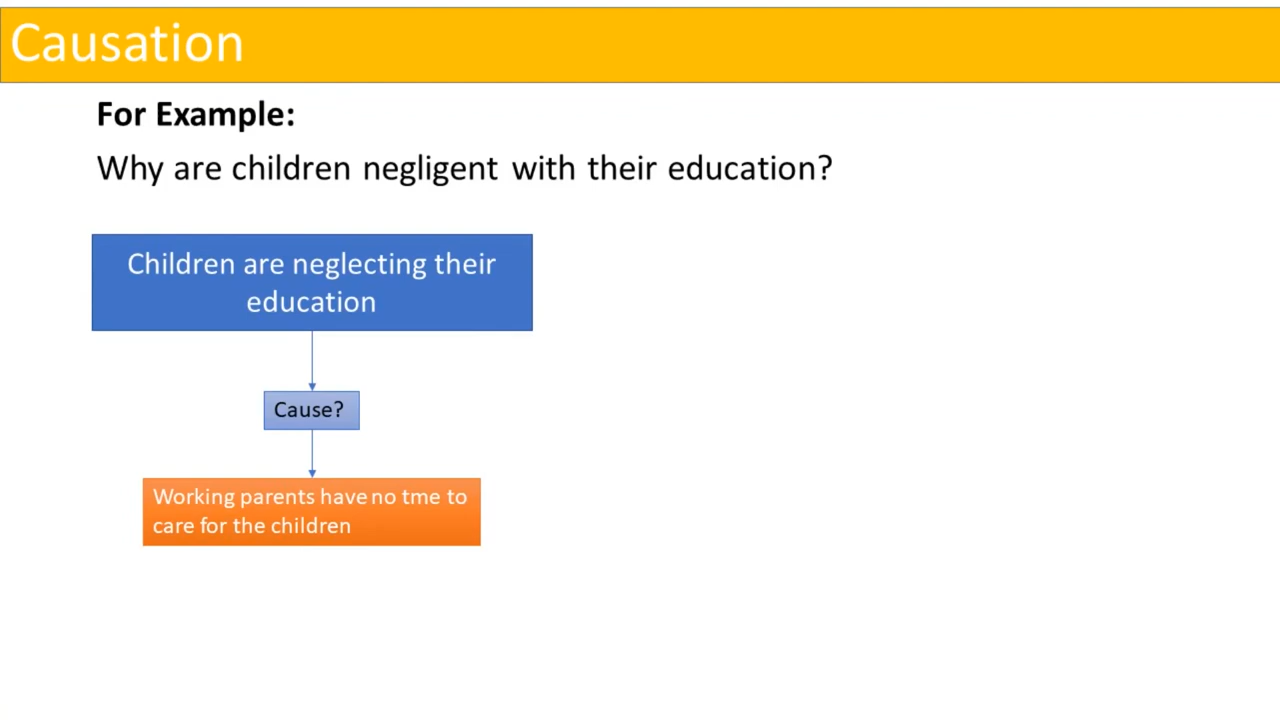 Causation
For Example:
Why are children negligent with their education?
Children are neglecting their
education
Cause?
Working parents have no tme to
care for the children